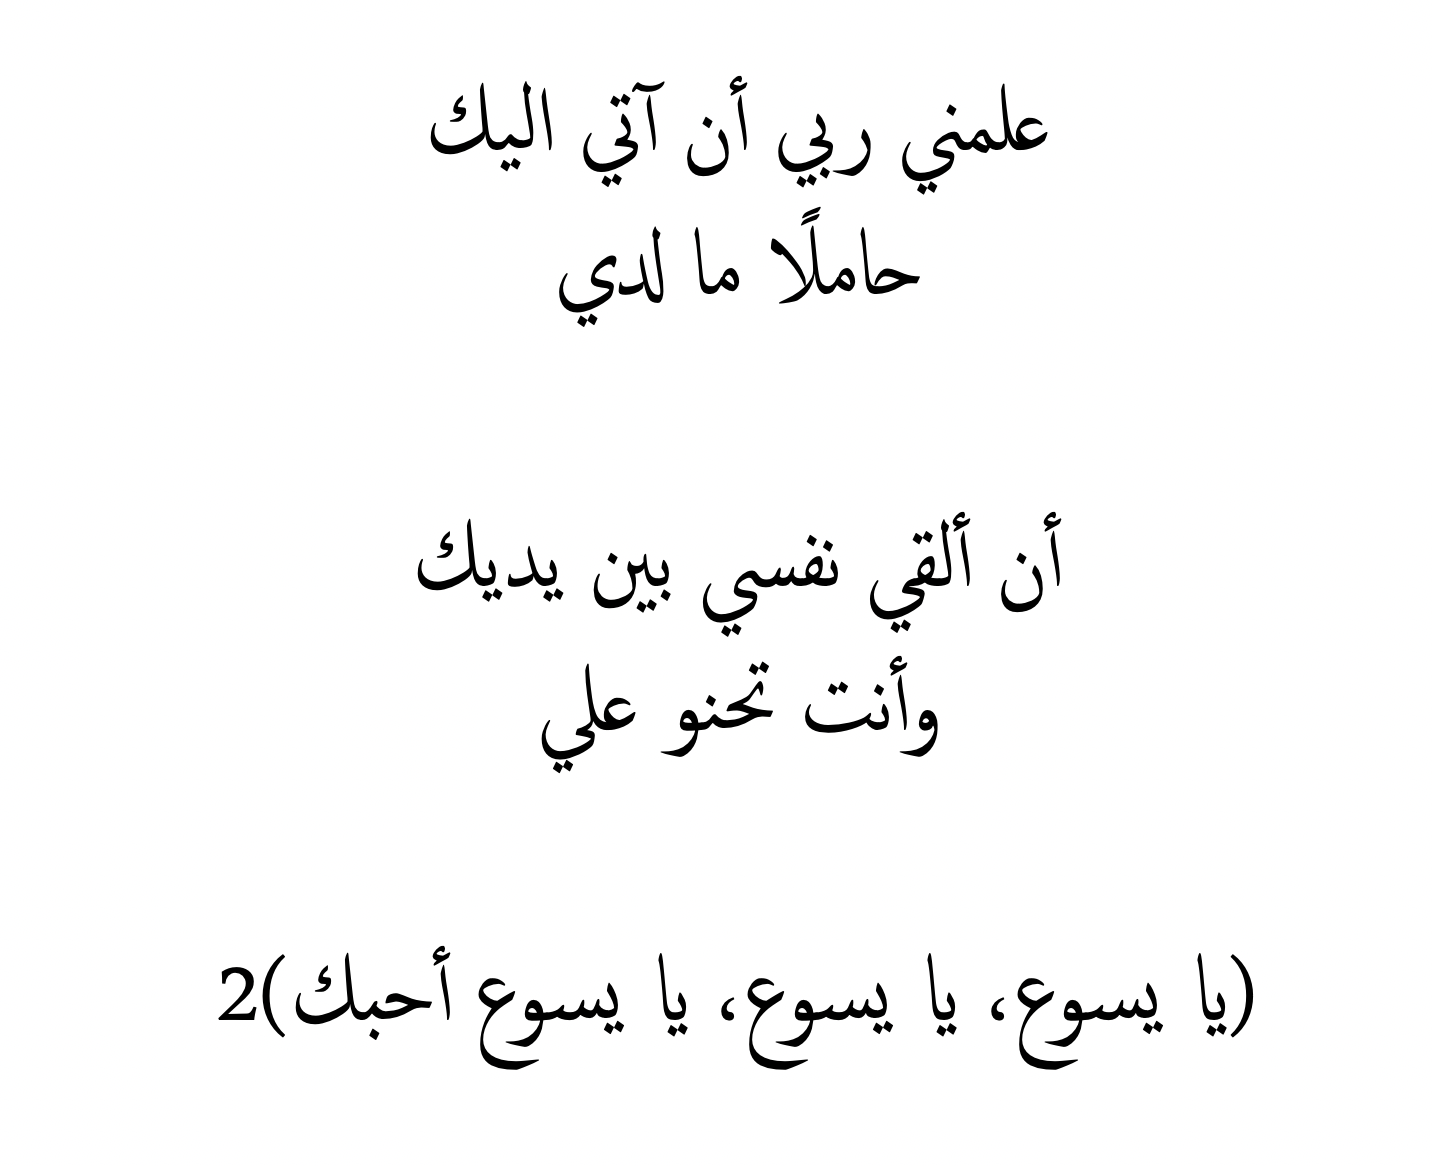 علمني ربي أن آتي اليك
حاملًا ما لدي
أن ألقي نفسي بين يديك
وأنت تحنو علي
(يا يسوع، يا يسوع، يا يسوع أحبك)2